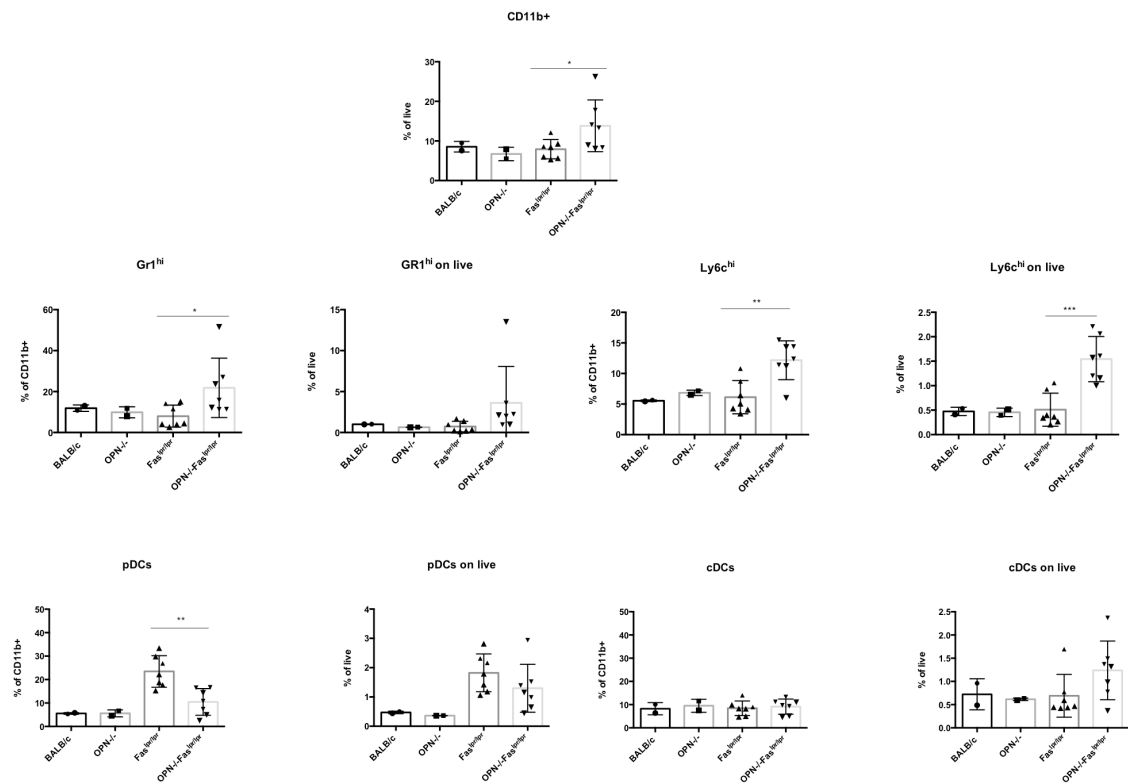 CD11b+
30
20
10
0
% of live
*
BALB/c
OPN-/-
Fas^lpr/lpr
OPN-/-Fas^lpr/lpr
Gr1^hi
60
40
20
0
% of CD11b+
*
BALB/c
OPN-/-
Fas^lpr/lpr
OPN-/-Fas^lpr/lpr
GR1^hi on live
15
10
5
0
% of live
BALB/c
OPN-/-
Fas^lpr/lpr
OPN-/-Fas^lpr/lpr
Ly6c^hi
20
15
10
5
0
% of CD11b+
**
BALB/c
OPN-/-
Fas^lpr/lpr
OPN-/-Fas^lpr/lpr
Ly6c^hi on live
2.5
2.0
1.5
1.0
0.5
0.0
% of live
***
BALB/c
OPN-/-
Fas^lpr/lpr
OPN-/-Fas^lpr/lpr
pDCs
50
40
30
20
10
0
% of CD11b+
**
BALB/c
OPN-/-
Fas^lpr/lpr
OPN-/-Fas^lpr/lpr
pDCs on live
4
3
2
1
0
% of live
BALB/c
OPN-/-
Fas^lpr/lpr
OPN-/-Fas^lpr/lpr
cDCs
50
40
30
20
10
0
% of CD11b+
BALB/c
OPN-/-
Fas^lpr/lpr
OPN-/-Fas^lpr/lpr
cDCs on live
2.5
2.0
1.5
1.0
0.5
0.0
% of live
BALB/c
OPN-/-
Fas^lpr/lpr
OPN-/-Fas^lpr/lpr